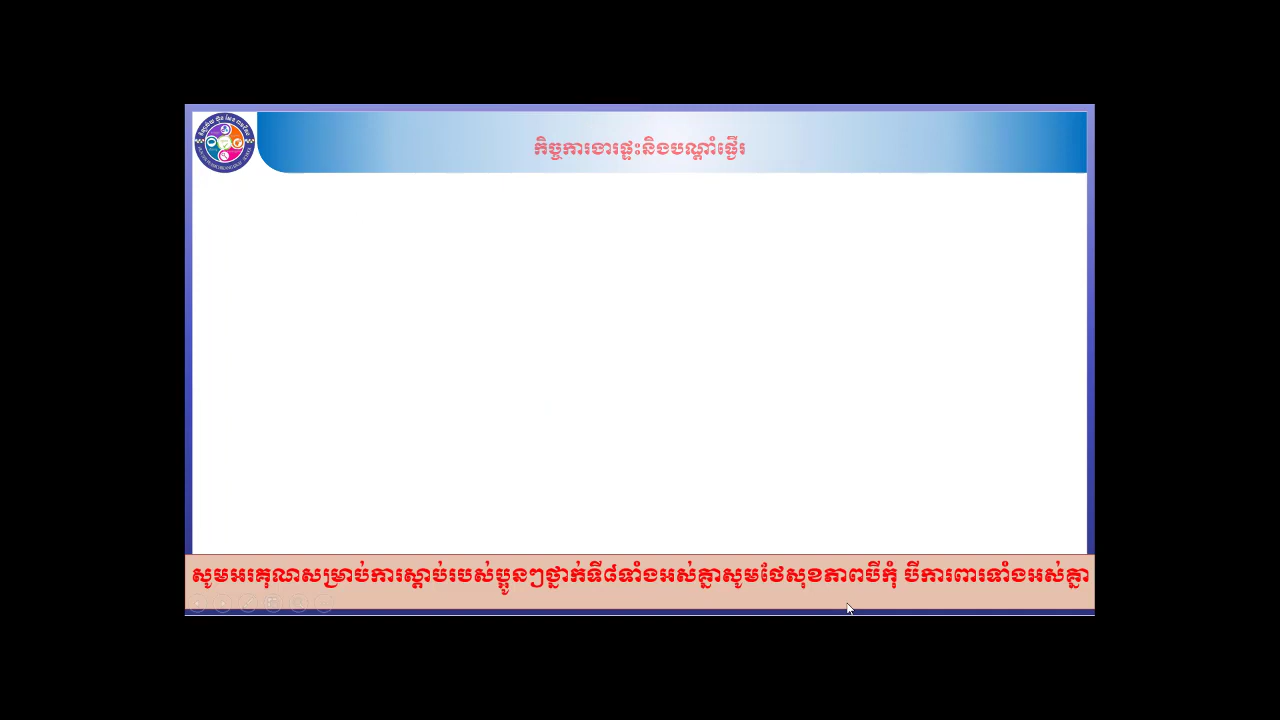 កិច្ចការងារផ្ទះនិងបណ្តាំផ្ញើរ
សូមអរគុណសម្រាប់ការស្តាប់របស់ប្អូនៗថ្នាក់ទី៨ទាំងអស់គ្នាសូមថែសុខភាពបីកុំ បីការពារទាំងអស់គ្នា